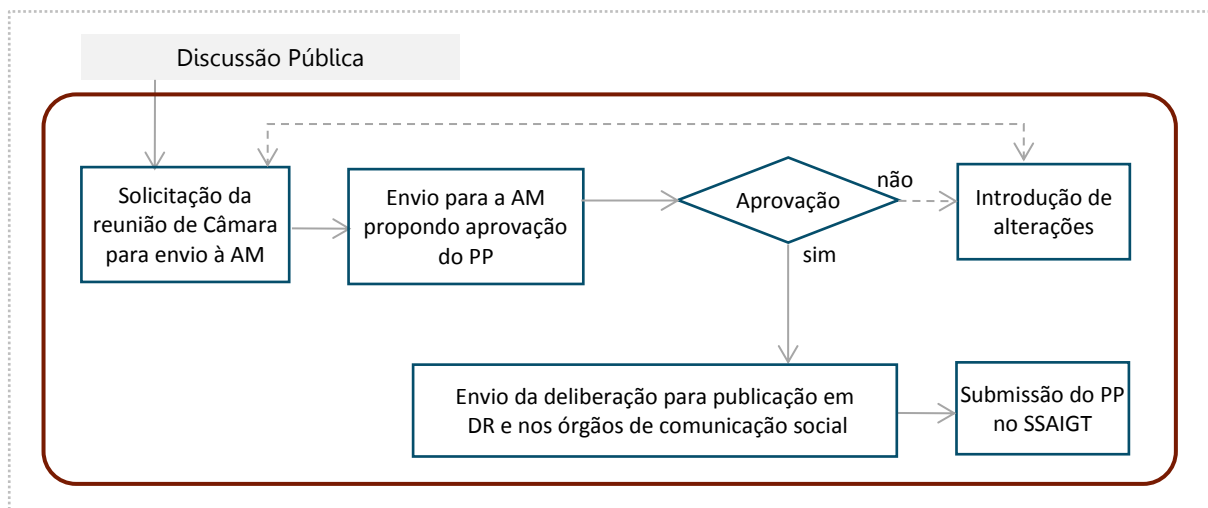 Discussão Pública
Solicitação da
reunião de Câmara
para envio à AM
Envio para a AM
propondo aprovação
do PP
Aprovação
não
sim
Introdução de
alterações
Envio da deliberação para publicação em
DR e nos órgãos de comunicação social
Submissão do PP
no SSAIGT